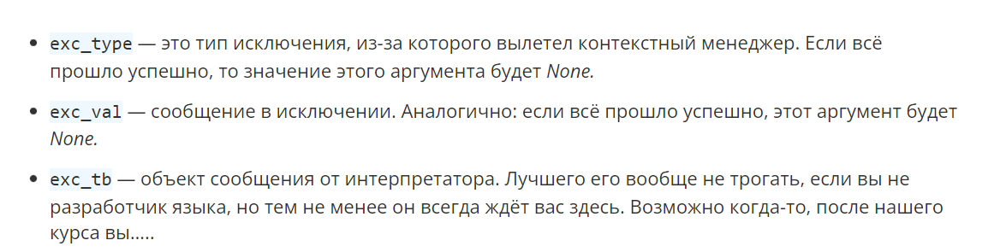 • exc_type — это тип исключения, из-за которого вылетел контекстный менеджер. Если всё
прошло успешно, то значение этого аргумента будет None.
• exc_val — сообщение в исключении. Аналогично: если всё прошло успешно, этот аргумент будет
None.
• exc_tb — объект сообщения от интерпретатора. Лучшего его вообще не трогать, если вы не
разработчик языка, но тем не менее он всегда ждёт вас здесь. Возможно когда-то, после нашего
курса вы.....